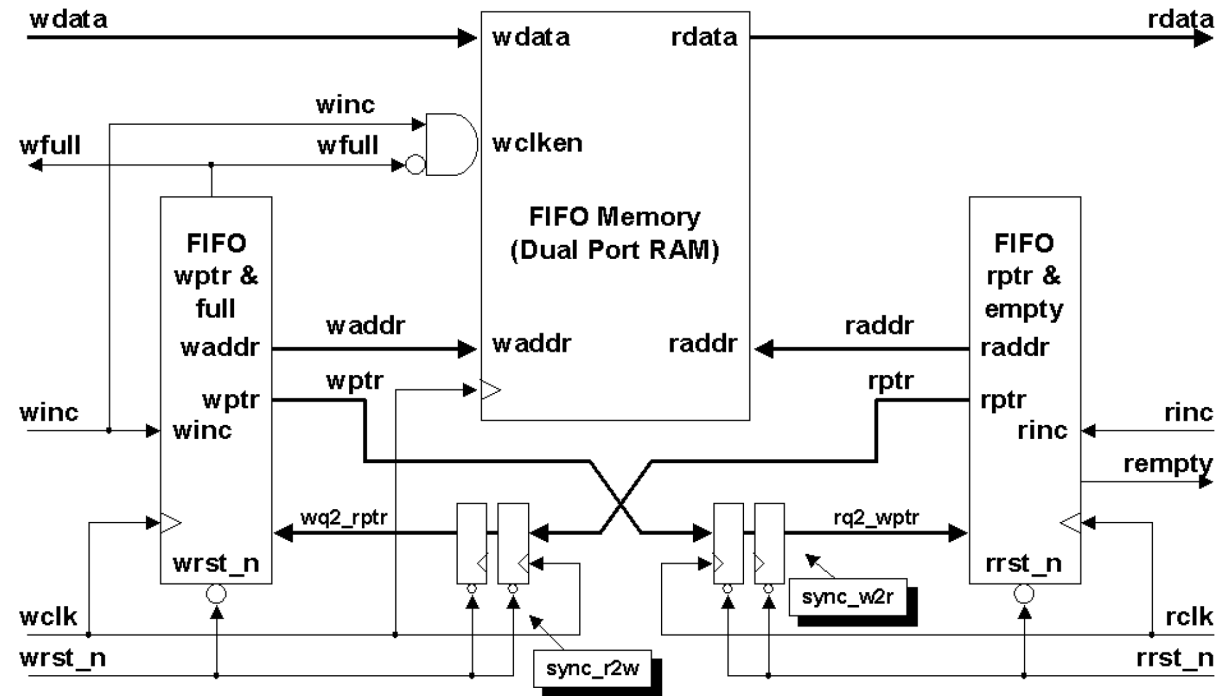 wdata
rdata
wdata
rdata
winc
wfull
wfull
wclken
FIFO Memory
(Dual Port RAM)
FIFO
wptr &
full
FIFO
rptr &
empty
waddr
waddr
waddr
raddr
raddr
raddr
wptr
wptr
rptr
rptr
winc
winc
rinc
rinc
rempty
wq2_rptr
rq2_wptr
wrst_n
rrst_n
sync_w2r
wclk
rclk
wrst_n
sync_r2w
rrst_n